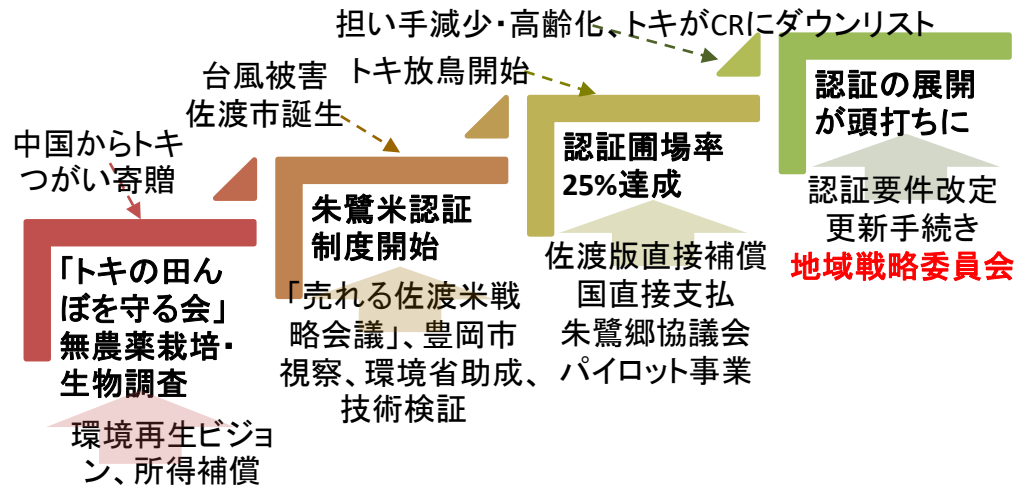 中国からトキ
つがい寄贈
「トキの田ん
ぼを守る会」
無農薬栽培・
生物調査
環境再生ビジョ
ン、所得補償
台風被害
佐渡市誕生
朱鷺米認証
制度開始
「売れる佐渡米戦
略会議」、豊岡市
視察、環境省助成、
技術検証
トキ放鳥開始
認証圃場率
25%達成
佐渡版直接補償
国直接支払
朱鷺郷協議会
パイロット事業
担い手減少・高齢化、トキがCRにダウンリスト
認証の展開
が頭打ちに
認証要件改定
更新手続き
地域戦略委員会